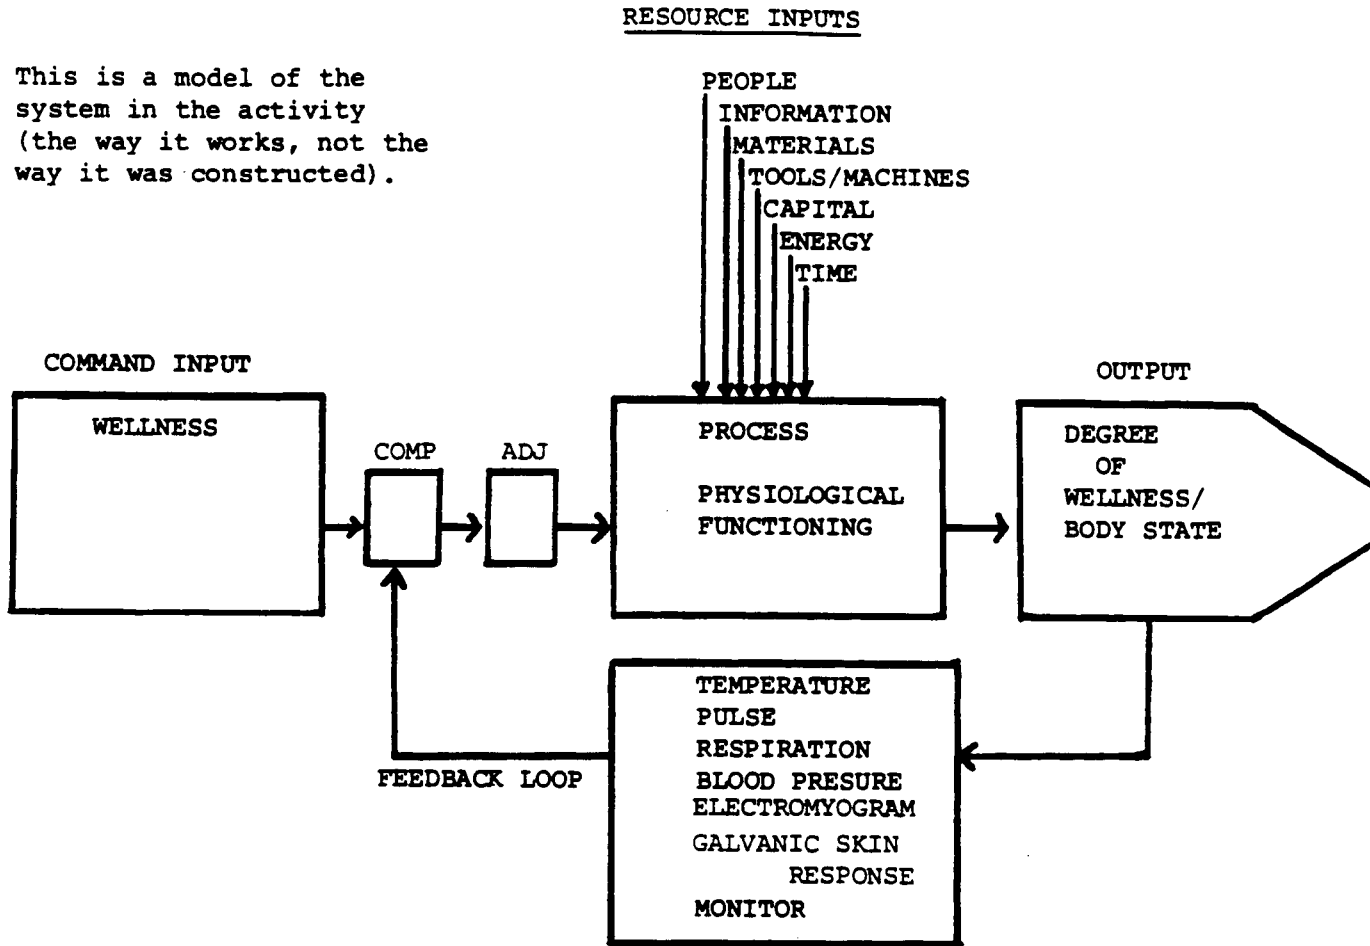 RESOURCE INPUTS
This is a model of the
system in the activity
(the way it works, not the
way it was constructed).
PEOPLE
INFORMATION
MATERIALS
TOOLS/MACHINES
CAPITAL
ENERGY
TIME
COMMAND INPUT
WELLNESS
COMP
ADJ
PROCESS
PHYSIOLOGICAL
FUNCTIONING
OUTPUT
DEGREE
OF
WELLNESS/
BODY STATE
FEEDBACK LOOP
TEMPERATURE
PULSE
RESPIRATION
BLOOD PRESURE
ELECTROMYOGRAM
GALVANIC SKIN
RESPONSE
MONITOR